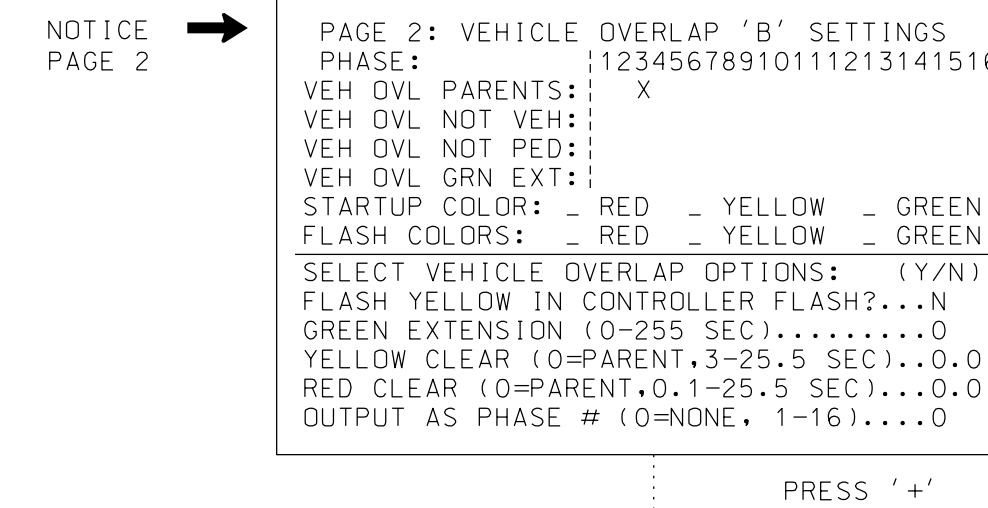 NOTICE
PAGE 2
PAGE 2: VEHICLE OVERLAP 'B' SETTINGS
PHASE: 12345678910111213141516
VEH OVL PARENTS: X
VEH OVL NOT VEH:
VEH OVL NOT PED:
VEH OVL GRN EXT:
STARTUP COLOR: _ RED _ YELLOW _ GREEN
FLASH COLORS: _ RED _ YELLOW _ GREEN
SELECT VEHICLE OVERLAP OPTIONS: (Y/N)
FLASH YELLOW IN CONTROLLER FLASH?...N
GREEN EXTENSION (0-255 SEC).........0
YELLOW CLEAR (0=PARENT,3-25.5 SEC)..0.0
RED CLEAR (0=PARENT,0.1-25.5 SEC)...0.0
OUTPUT AS PHASE # (0=NONE, 1-16)....0
PRESS '+'